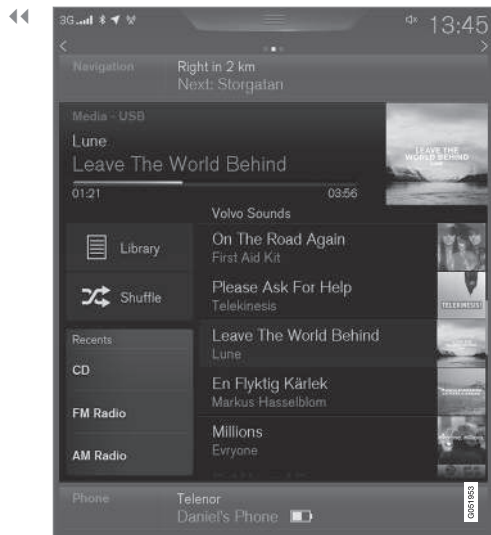 3G
13:45
Navigation
Right in 2 km
Next: Storgatan
Media - USB
Lune
Leave The World Behind
01:21
03:56
LEAVE THE
WORLD BEHIND
Volvo Sounds
Library
Shuffle
On The Road Again
First Aid Kit
Please Ask For Help
Telekinesis
TELEKINESIS!
Leave The World Behind
Lune
En Flyktig Kärlek
Markus Hasselblom
Millions
Evryone
Recents
CD
FM Radio
AM Radio
Phone
Telenor
Daniel's Phone
G051953